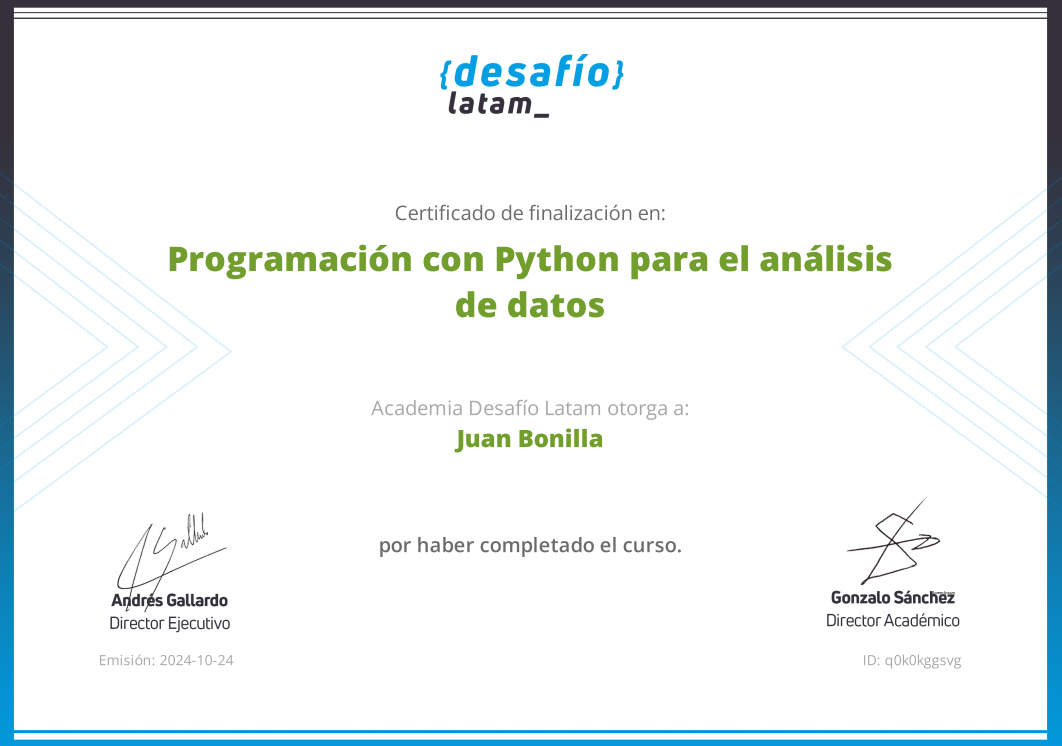 {desafío}
latam_
Certificado de finalización en:
Programación con Python para el análisis
de datos
Academia Desafío Latam otorga a:
Juan Bonilla
por haber completado el curso.
Andrés Gallardo
Director Ejecutivo
Gonzalo Sánchez
Director Académico
Emisión: 2024-10-24
ID: q0k0kggsvg